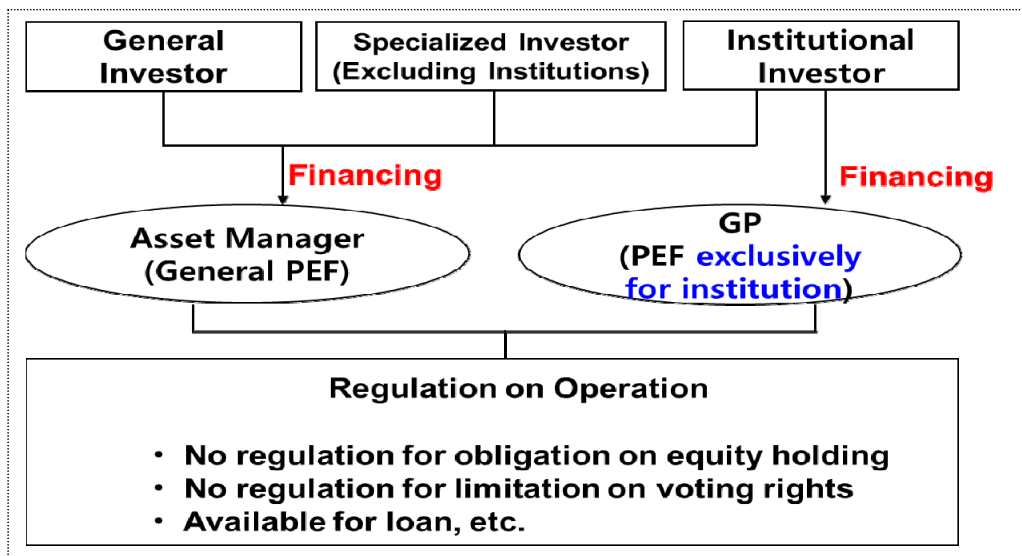 General
Investor
Specialized Investor
(Excluding Institutions)
Institutional
Investor
Financing
Financing
Asset Manager
(General PEF)
GP
(PEF exclusively
for institution)
Regulation on Operation
· No regulation for obligation on equity holding
· No regulation for limitation on voting rights
· Available for loan, etc.